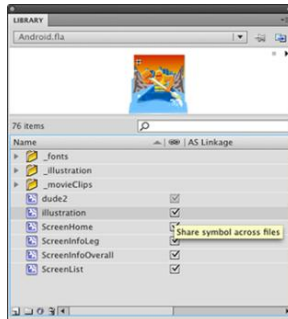 LIBRARY
Android.fla
76 items
Name AS Linkage
_fonts
_illustration
_movieClips
dude2
illustration
ScreenHome
Share symbol across files
ScreenInfoLeg
ScreenInfoOverall
ScreenList